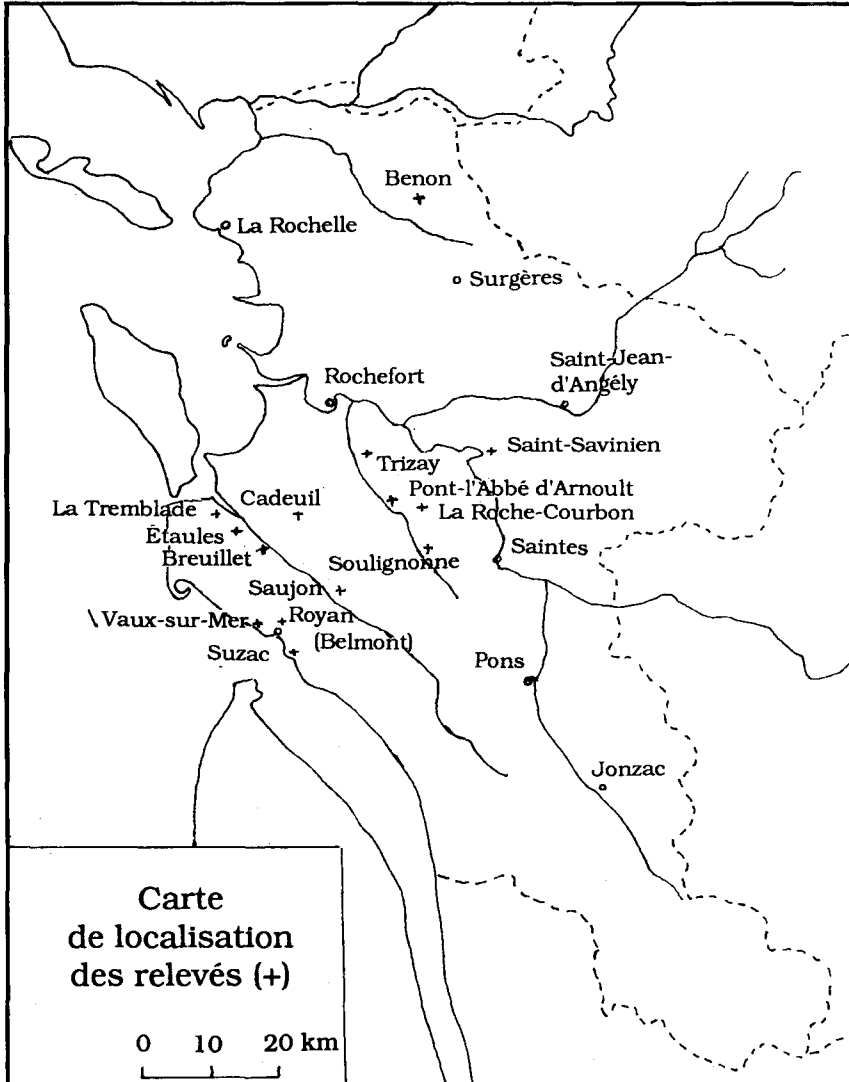 Benon
La Rochelle
Surgères
Rochefort
Saint-Jean-
d'Angély
Saint-Savinien
Trizay
Pont-l'Abbé d'Arnoult
La Tremblade
Cadeuil
La Roche-Courbon
Étaules
Breuillet
Soulignonne
Saintes
Saujon
\ Vaux-sur-Mer
Royan
(Belmont)
Suzac
Pons
Jonzac
Carte
de localisation
des relevés (+)
0 10 20 km